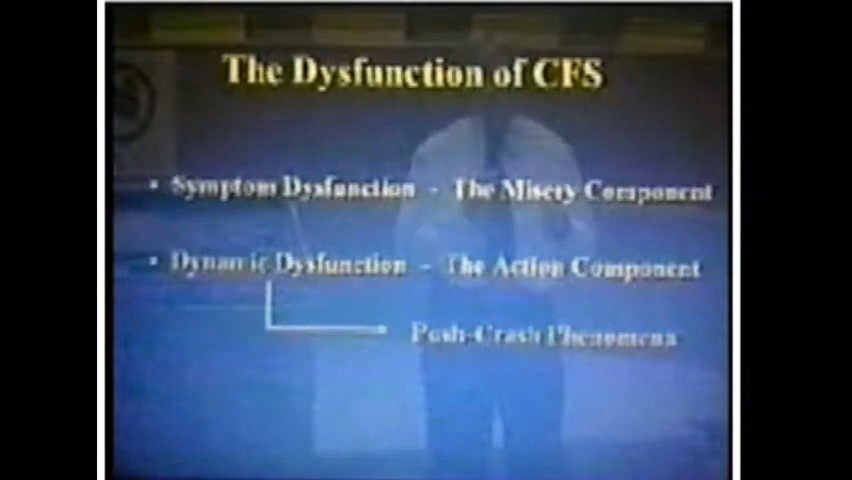 The Dysfunction of CFS
• Symptom Dysfunction - The Misery Component
• Dynamic Dysfunction - The Action Component
Push-Crash Phenomena